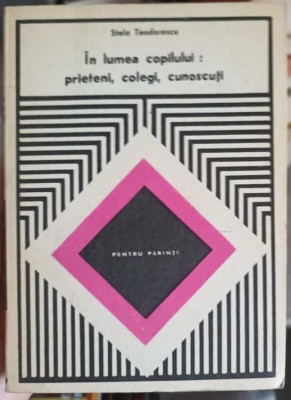 Stela Teodorescu
În lumea copilului :
prieteni, colegi, cunoscuți
PENTRU PĂRINȚI